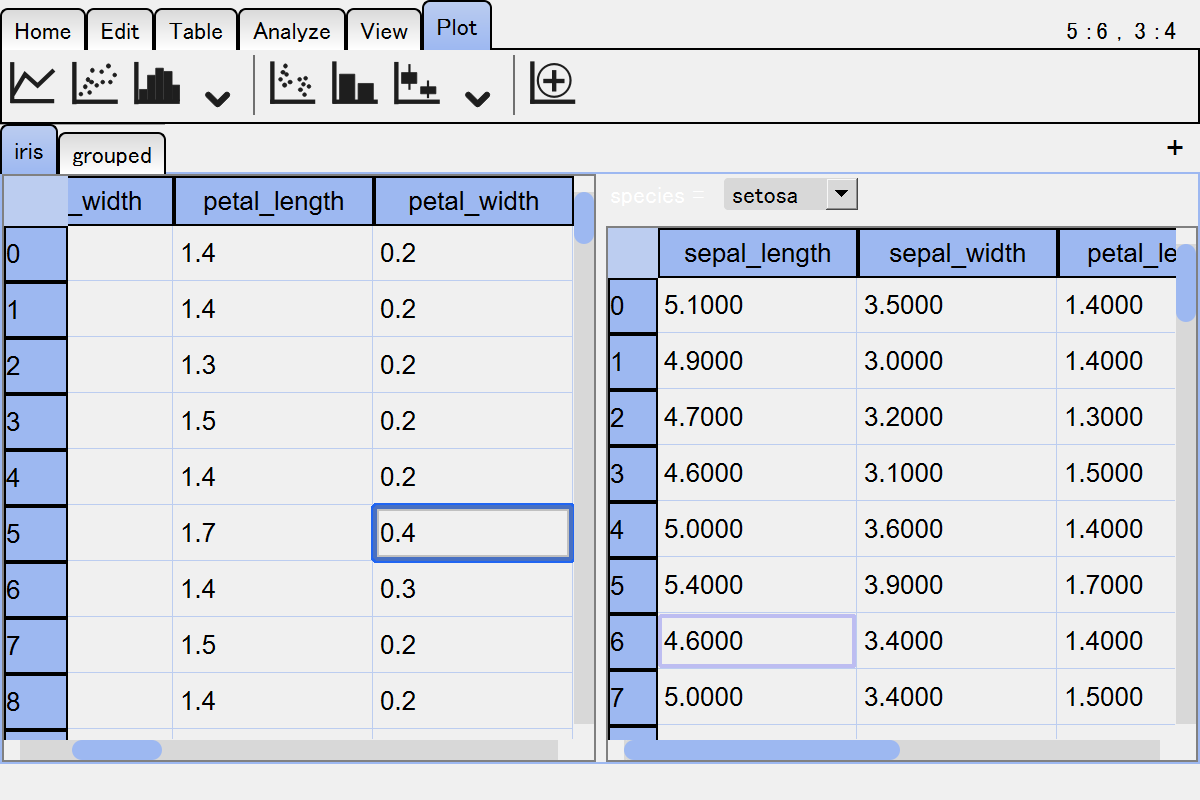 Home Edit Table Analyze View Plot 5 : 6 , 3 : 4
iris grouped +
_width petal_length petal_width
0 1.4 0.2
1 1.4 0.2
2 1.3 0.2
3 1.5 0.2
4 1.4 0.2
5 1.7 0.4
6 1.4 0.3
7 1.5 0.2
8 1.4 0.2
species = setosa
sepal_length sepal_width petal_le
0 5.1000 3.5000 1.4000
1 4.9000 3.0000 1.4000
2 4.7000 3.2000 1.3000
3 4.6000 3.1000 1.5000
4 5.0000 3.6000 1.4000
5 5.4000 3.9000 1.7000
6 4.6000 3.4000 1.4000
7 5.0000 3.4000 1.5000